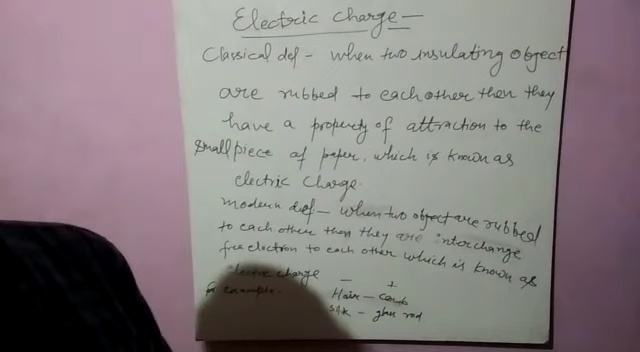 Electric charge —
Classical def - when two insulating object
are rubbed to each other then they
have a property of attraction to the
small piece of paper, which is known as
electric charge.
modern def - when two object are rubbed
to each other then they are interchange
free electron to each other which is known as
electric charge
for example.
- +
Hair - comb
silk - glass rod